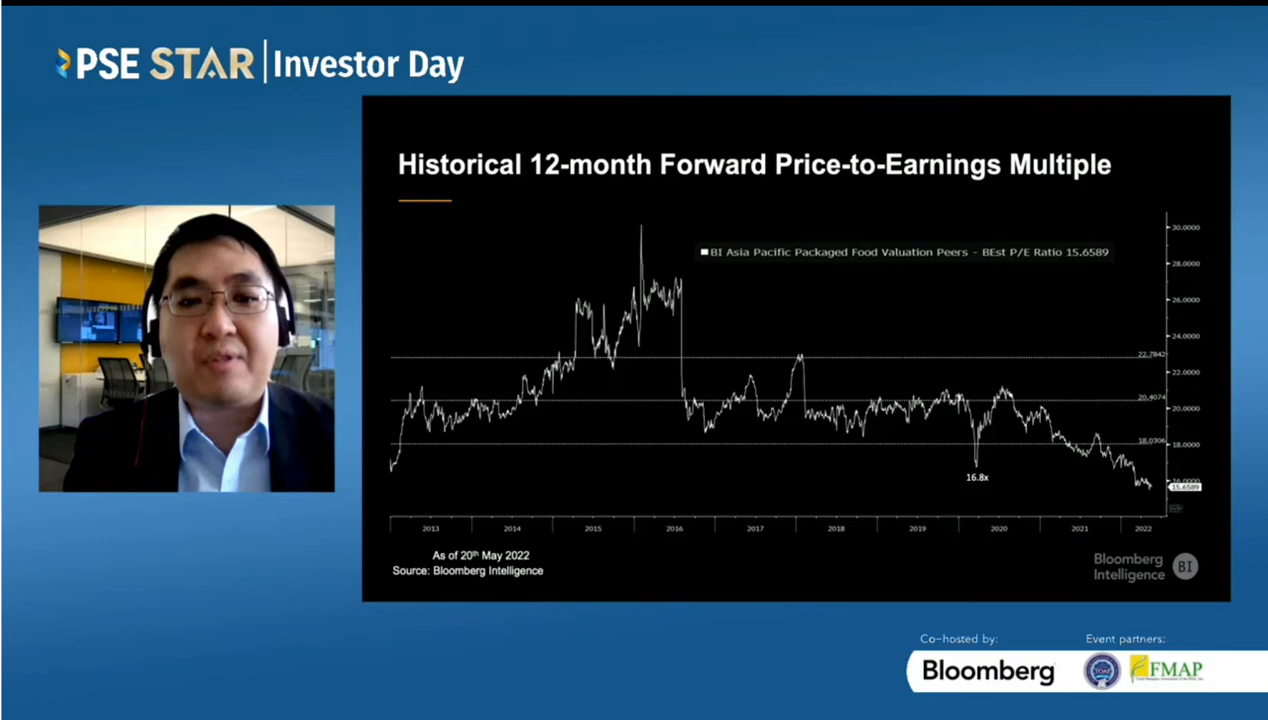 PSE STAR Investor Day
Historical 12-month Forward Price-to-Earnings Multiple
BI Asia Pacific Packaged Food Valuation Peers - BEst P/E Ratio 15.6589
30.0000
28.0000
26.0000
24.0000
22.7842
22.0000
20.4074
20.0000
18.0306
18.0000
16.8x
16.0000
15.6589
2013 2014 2015 2016 2017 2018 2019 2020 2021 2022
As of 20th May 2022
Source: Bloomberg Intelligence
Bloomberg
Intelligence BI
Co-hosted by: Event partners:
Bloomberg FMAP